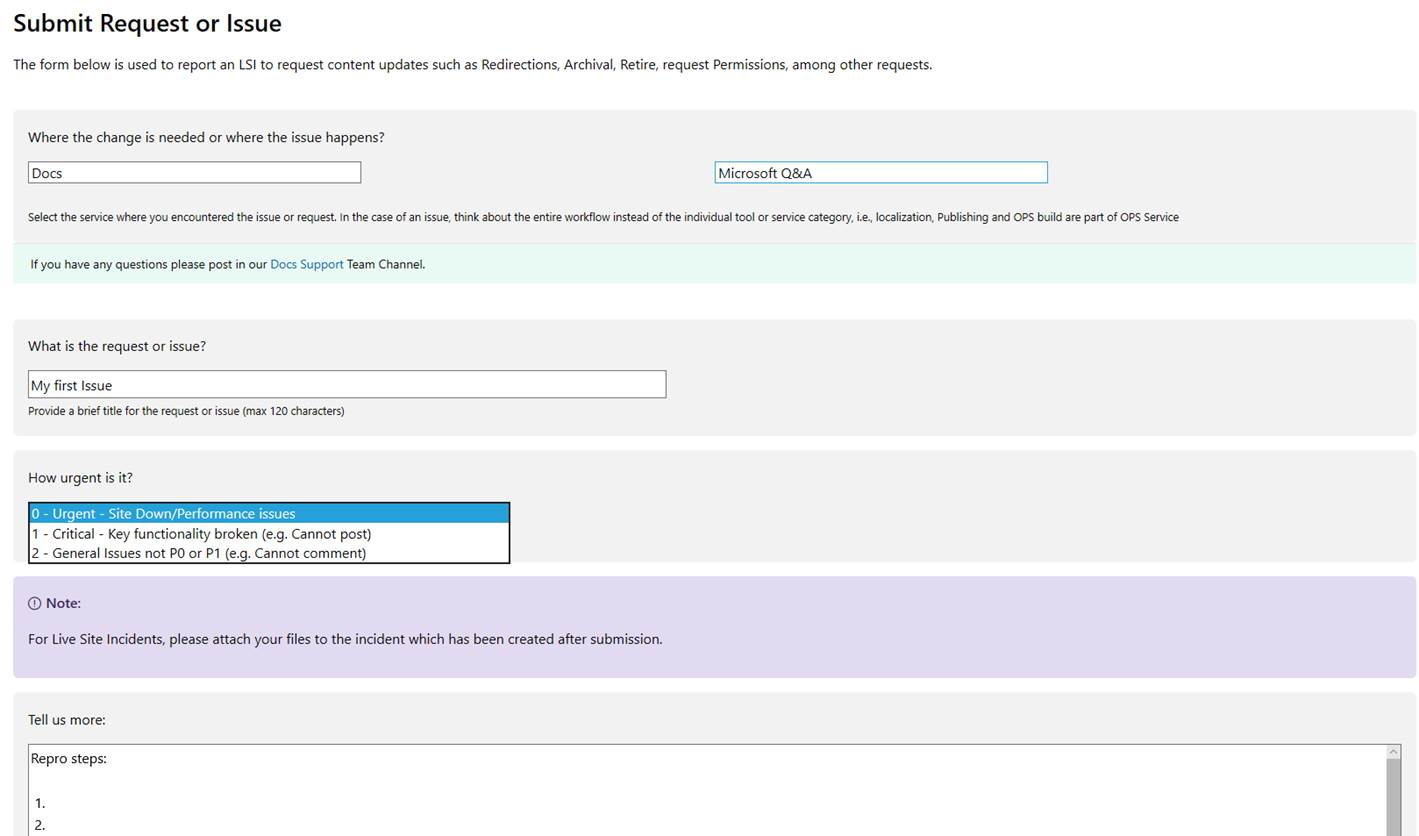 Submit Request or Issue
The form below is used to report an LSI to request content updates such as Redirections, Archival, Retire, request Permissions, among other requests.
Where the change is needed or where the issue happens?
Docs
Microsoft Q&A
Select the service where you encountered the issue or request. In the case of an issue, think about the entire workflow instead of the individual tool or service category, i.e., localization, Publishing and OPS build are part of OPS Service
If you have any questions please post in our Docs Support Team Channel.
What is the request or issue?
My first Issue
Provide a brief title for the request or issue (max 120 characters)
How urgent is it?
0 - Urgent - Site Down/Performance issues
1 - Critical - Key functionality broken (e.g. Cannot post)
2 - General Issues not P0 or P1 (e.g. Cannot comment)
Note:
For Live Site Incidents, please attach your files to the incident which has been created after submission.
Tell us more:
Repro steps:
1.
2.